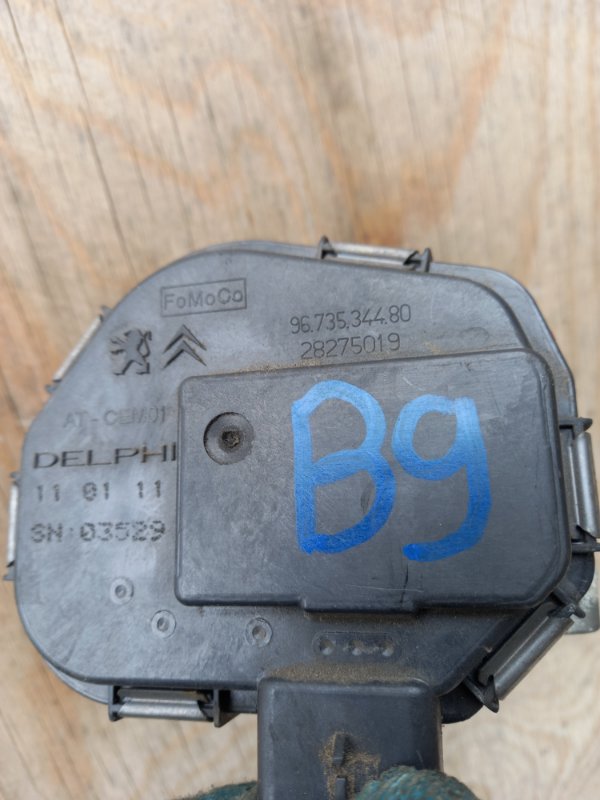 FoMoCo
96.735.344.80
28275019
B9
DELPHI
11 01 11
SN:03529